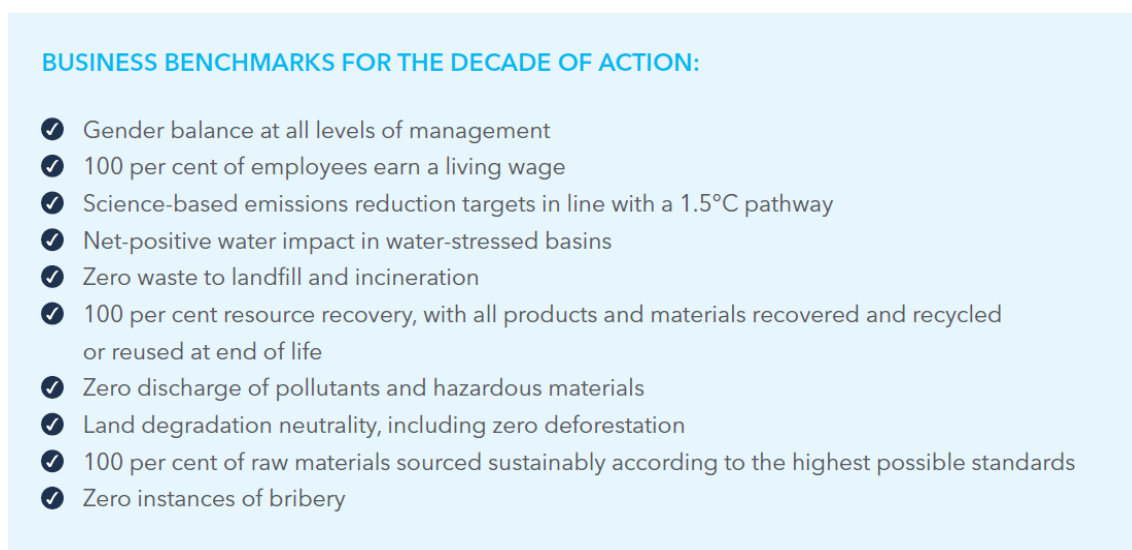 BUSINESS BENCHMARKS FOR THE DECADE OF ACTION:
Gender balance at all levels of management
100 per cent of employees earn a living wage
Science-based emissions reduction targets in line with a 1.5°C pathway
Net-positive water impact in water-stressed basins
Zero waste to landfill and incineration
100 per cent resource recovery, with all products and materials recovered and recycled
or reused at end of life
Zero discharge of pollutants and hazardous materials
Land degradation neutrality, including zero deforestation
100 per cent of raw materials sourced sustainably according to the highest possible standards
Zero instances of bribery